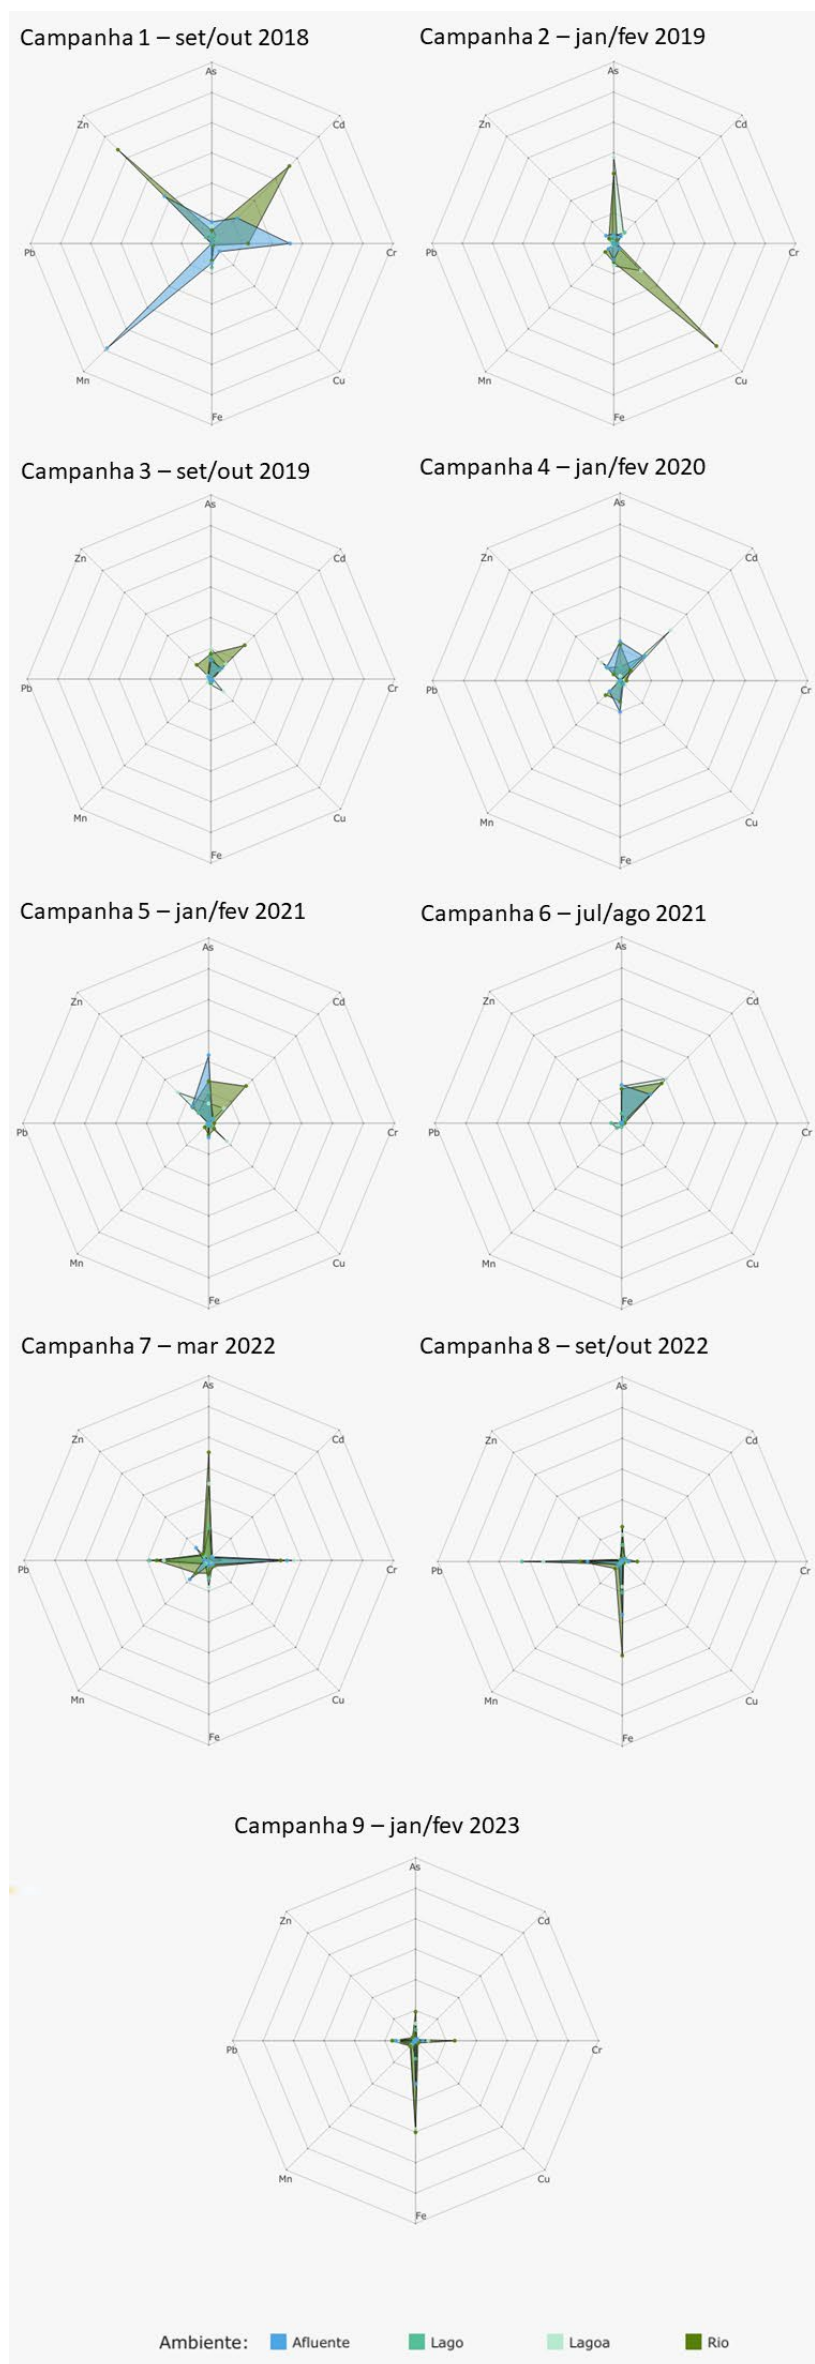 Campanha 1 – set/out 2018
Campanha 2 – jan/fev 2019
As
Zn
Cd
Pb
Cr
Mn
Cu
Fe
As
Zn
Cd
Pb
Cr
Mn
Cu
Fe
Campanha 3 – set/out 2019
Campanha 4 – jan/fev 2020
As
Zn
Cd
Pb
Cr
Mn
Cu
Fe
As
Zn
Cd
Pb
Cr
Mn
Cu
Fe
Campanha 5 – jan/fev 2021
Campanha 6 – jul/ago 2021
As
Zn
Cd
Pb
Cr
Mn
Cu
Fe
As
Zn
Cd
Pb
Cr
Mn
Cu
Fe
Campanha 7 – mar 2022
Campanha 8 – set/out 2022
As
Zn
Cd
Pb
Cr
Mn
Cu
Fe
As
Zn
Cd
Pb
Cr
Mn
Cu
Fe
Campanha 9 – jan/fev 2023
As
Zn
Cd
Pb
Cr
Mn
Cu
Fe
Ambiente: Afluente Lago Lagoa Rio